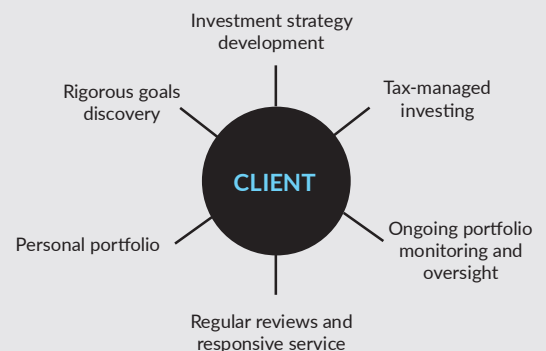 Investment strategy
development
Rigorous goals
discovery
Tax-managed
investing
CLIENT
Personal portfolio
Ongoing portfolio
monitoring and
oversight
Regular reviews and
responsive service